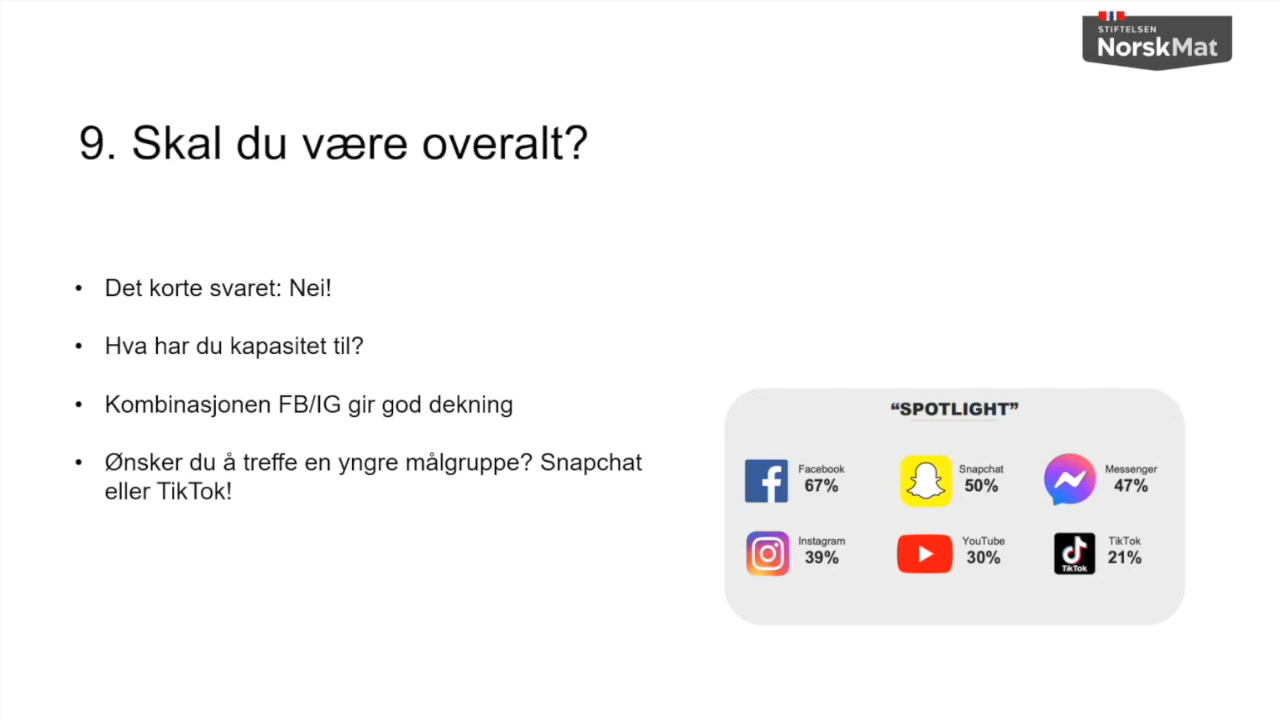 STIFTELSEN
NorskMat
9. Skal du være overalt?
• Det korte svaret: Nei!
• Hva har du kapasitet til?
• Kombinasjonen FB/IG gir god dekning
• Ønsker du å treffe en yngre målgruppe? Snapchat
eller TikTok!
“SPOTLIGHT”
Facebook
67%
Snapchat
50%
Messenger
47%
Instagram
39%
YouTube
30%
TikTok
TikTok
21%